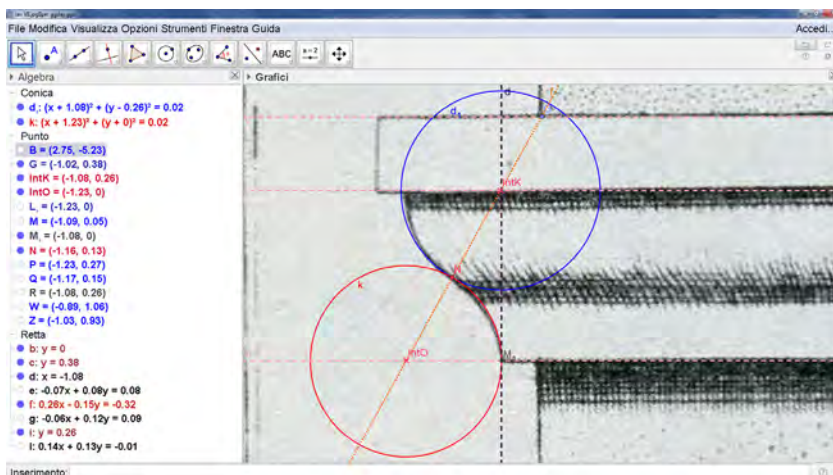 File Modifica Visualizza Opzioni Strumenti Finestra Guida
Accedi...
ABC
a=2
Algebra
Grafici
Conica
d₁: (x + 1.08)² + (y - 0.26)² = 0.02
k: (x + 1.23)² + (y + 0)² = 0.02
Punto
B = (2.75, -5.23)
G = (-1.02, 0.38)
IntK = (-1.08, 0.26)
IntO = (-1.23, 0)
L = (-1.23, 0)
M = (-1.09, 0.05)
M₁ = (-1.08, 0)
N = (-1.16, 0.13)
P = (-1.23, 0.27)
Q = (-1.17, 0.15)
R = (-1.08, 0.26)
W = (-0.89, 1.06)
Z = (-1.03, 0.93)
Retta
b: y = 0
c: y = 0.38
d: x = -1.08
e: -0.07x + 0.08y = 0.08
f: 0.26x - 0.15y = -0.32
g: -0.06x + 0.12y = 0.09
i: y = 0.26
l: 0.14x + 0.13y = -0.01
d
d₁
IntK
N
k
IntO
M
Inserimento: